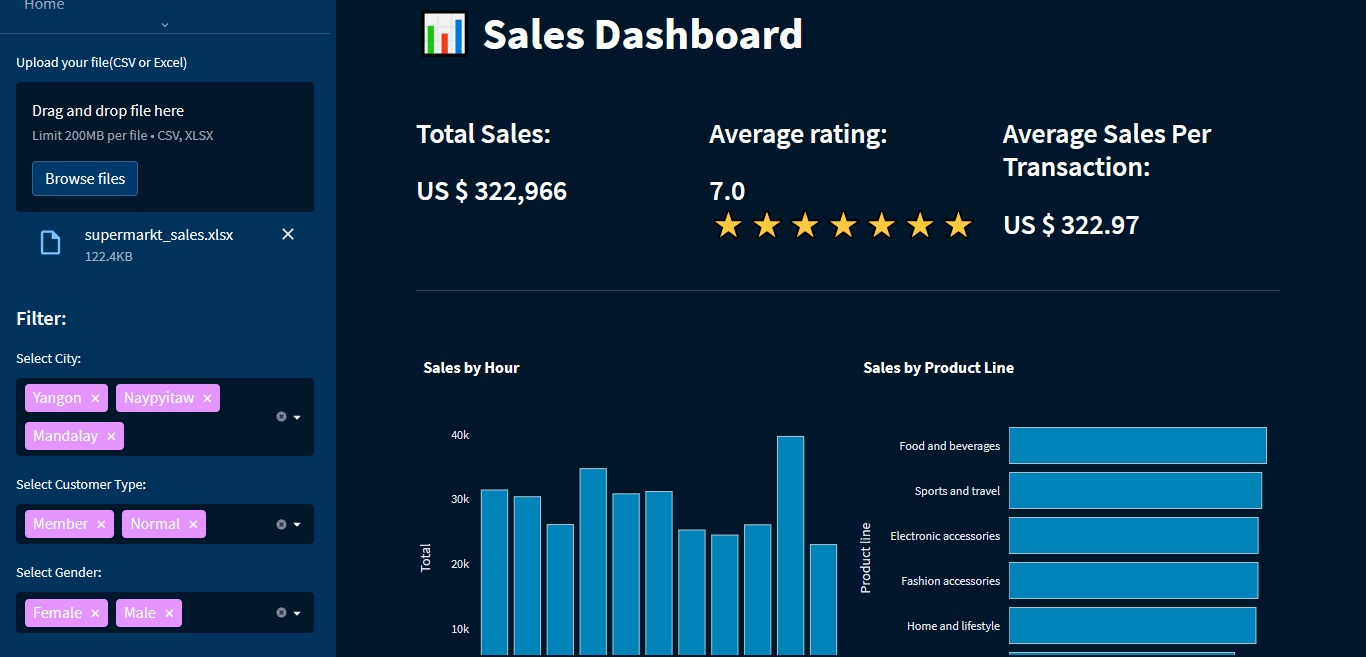 Home
Upload your file(CSV or Excel)
Drag and drop file here
Limit 200MB per file • CSV, XLSX
Browse files
supermarkt_sales.xlsx
122.4KB
Filter:
Select City:
Yangon
Naypyitaw
Mandalay
Select Customer Type:
Member
Normal
Select Gender:
Female
Male
Sales Dashboard
Total Sales:
US $ 322,966
Average rating:
7.0
Average Sales Per
Transaction:
US $ 322.97
Sales by Hour
40k
30k
20k
10k
Total
Sales by Product Line
Product line
Food and beverages
Sports and travel
Electronic accessories
Fashion accessories
Home and lifestyle